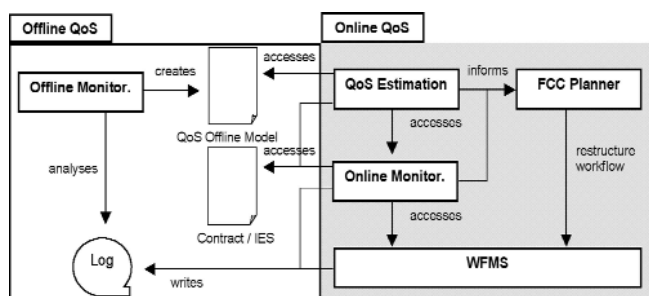 Offline QoS
Online QoS
accesses
creates
informs
Offline Monitor.
QoS Estimation
FCC Planner
QoS Offline Model
accesses
accesses
analyses
restructure
workflow
Online Monitor.
accesses
Contract / IES
Log
WFMS
writes